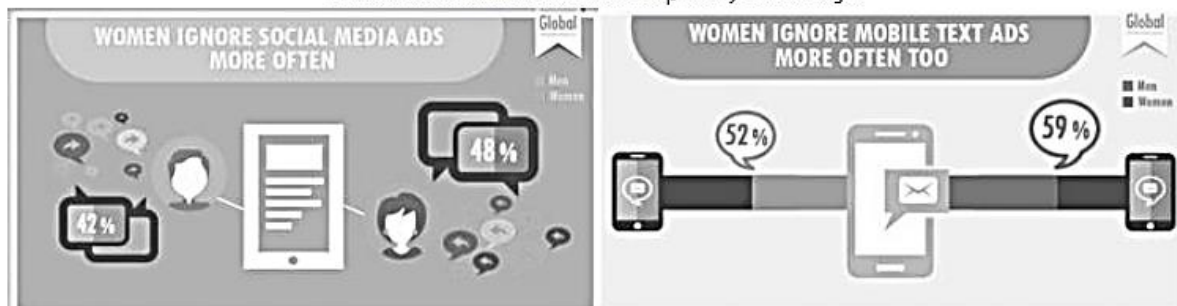 Global
WOMEN IGNORE SOCIAL MEDIA ADS
MORE OFTEN
Men
Women
48%
42%
Global
WOMEN IGNORE MOBILE TEXT ADS
MORE OFTEN TOO
Men
Women
52%
59%